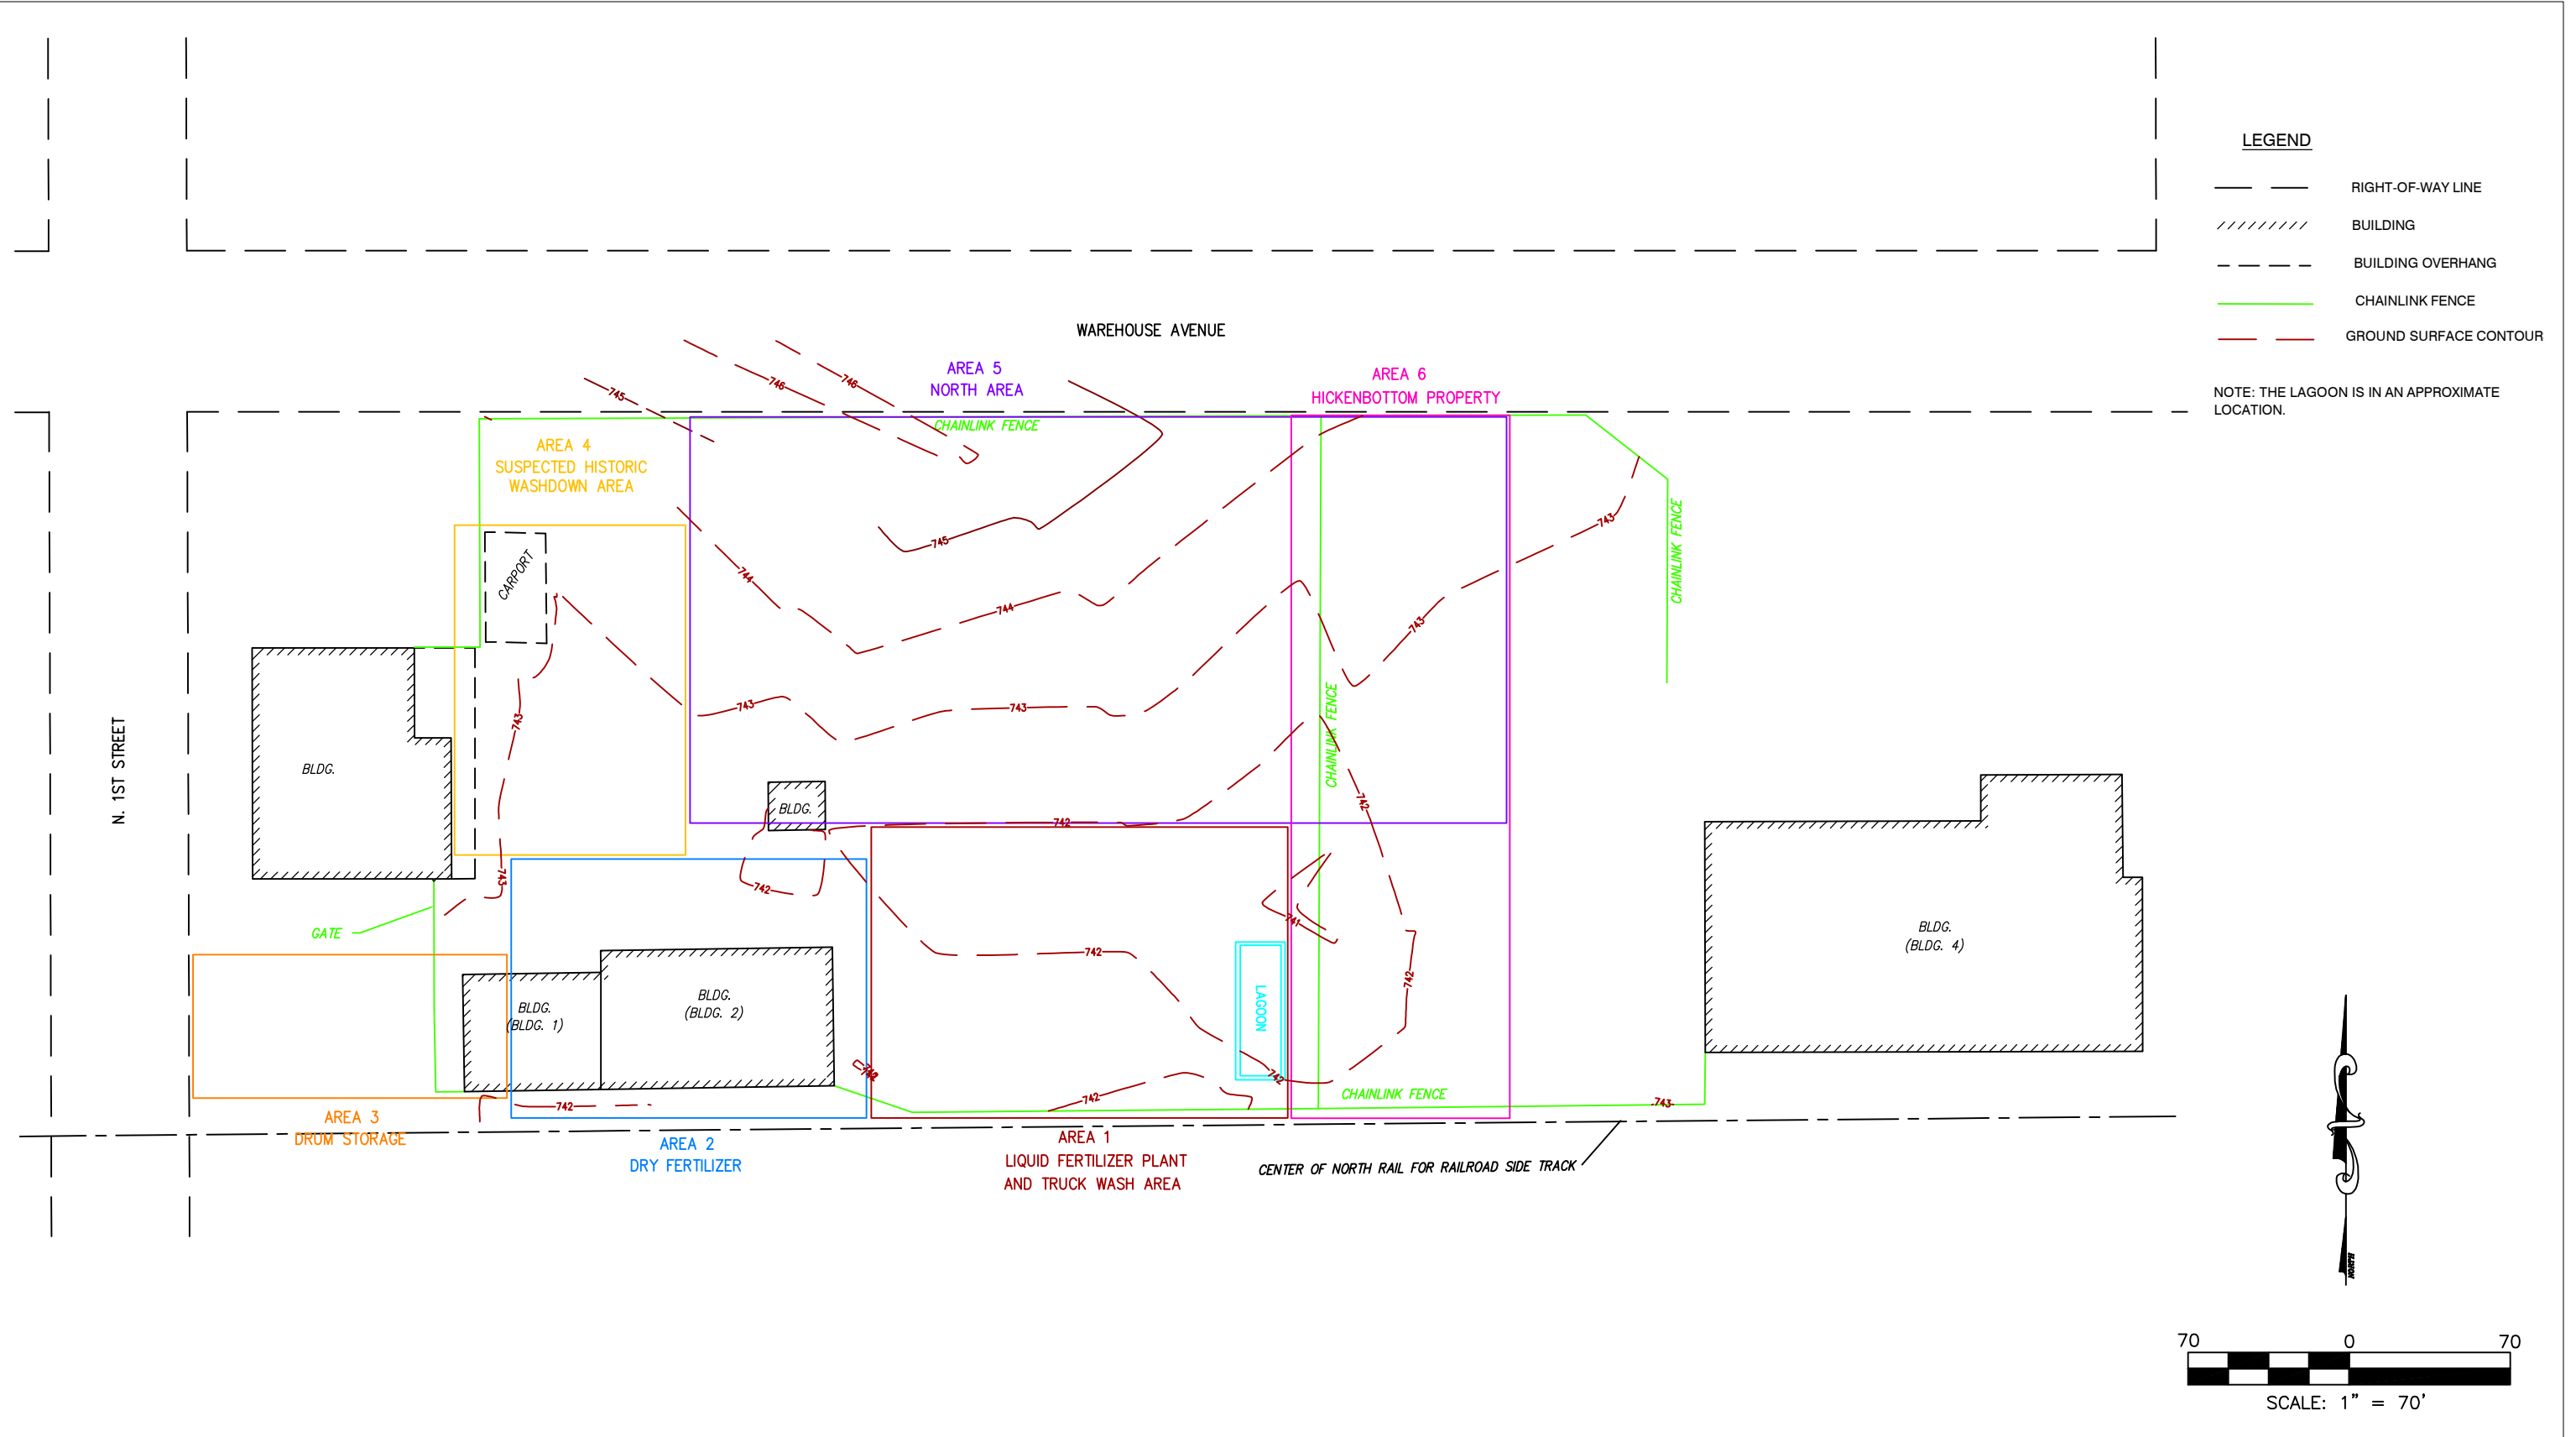 LEGEND
RIGHT-OF-WAY LINE
BUILDING
BUILDING OVERHANG
CHAINLINK FENCE
GROUND SURFACE CONTOUR
NOTE: THE LAGOON IS IN AN APPROXIMATE
LOCATION.
WAREHOUSE AVENUE
AREA 5
NORTH AREA
AREA 6
HICKENBOTTOM PROPERTY
745
746
746
CHAINLINK FENCE
AREA 4
SUSPECTED HISTORIC
WASHDOWN AREA
CARPORT
745
744
744
743
743
CHAINLINK FENCE
743
743
743
743
CHAINLINK FENCE
N. 1ST STREET
BLDG.
BLDG.
742
742
742
743
741
GATE
742
742
LAGOON
BLDG.
(BLDG. 1)
BLDG.
(BLDG. 2)
BLDG.
(BLDG. 4)
742
742
742
742
CHAINLINK FENCE
743
AREA 3
DRUM STORAGE
AREA 2
DRY FERTILIZER
AREA 1
LIQUID FERTILIZER PLANT
AND TRUCK WASH AREA
CENTER OF NORTH RAIL FOR RAILROAD SIDE TRACK
NORTH
70 0 70
SCALE: 1" = 70'